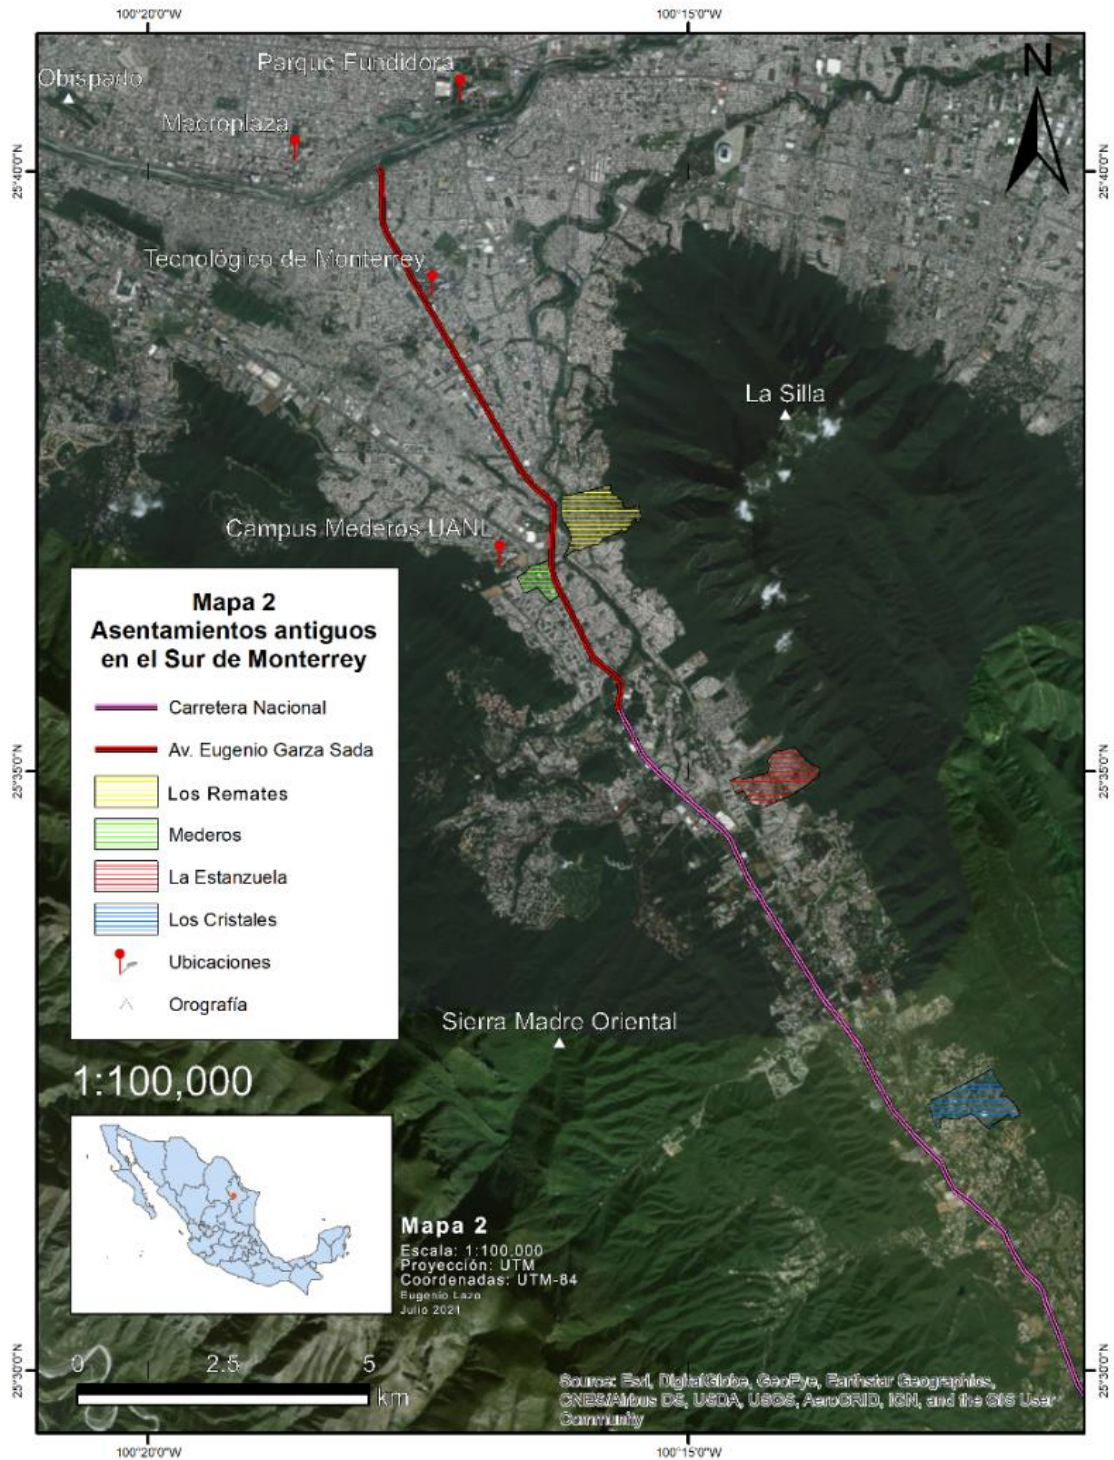 100°20'0"W
100°15'0"W
Parque Fundidora
N
Obispado
Macroplaza
25°40'0"N
25°40'0"N
Tecnológico de Monterrey
La Silla
Campus Mederos UANL
Mapa 2
Asentamientos antiguos
en el Sur de Monterrey
Carretera Nacional
Av. Eugenio Garza Sada
25°35'0"N
25°35'0"N
Los Remates
Mederos
La Estanzuela
Los Cristales
Ubicaciones
Orografía
Sierra Madre Oriental
1:100,000
Mapa 2
Escala: 1:100,000
Proyección: UTM
Coordenadas: UTM-84
Eugenio Lazo
Julio 2021
0 2.5 5
km
25°30'0"N
25°30'0"N
Source: Esri, DigitalGlobe, GeoEye, Earthstar Geographics,
CNES/Airbus DS, USDA, USGS, AeroGRID, IGN, and the GIS User
Community
100°20'0"W
100°15'0"W